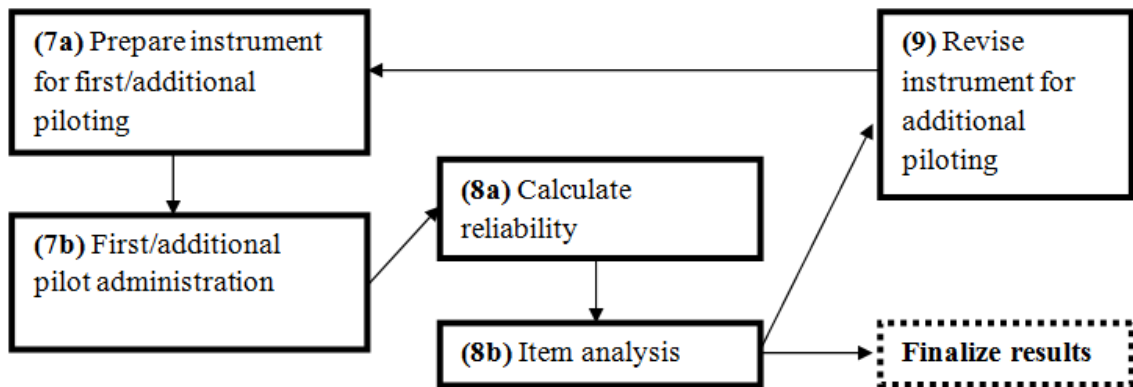 (7a) Prepare instrument
for first/additional
piloting
(9) Revise
instrument for
additional
piloting
(7b) First/additional
pilot administration
(8a) Calculate
reliability
(8b) Item analysis
Finalize results